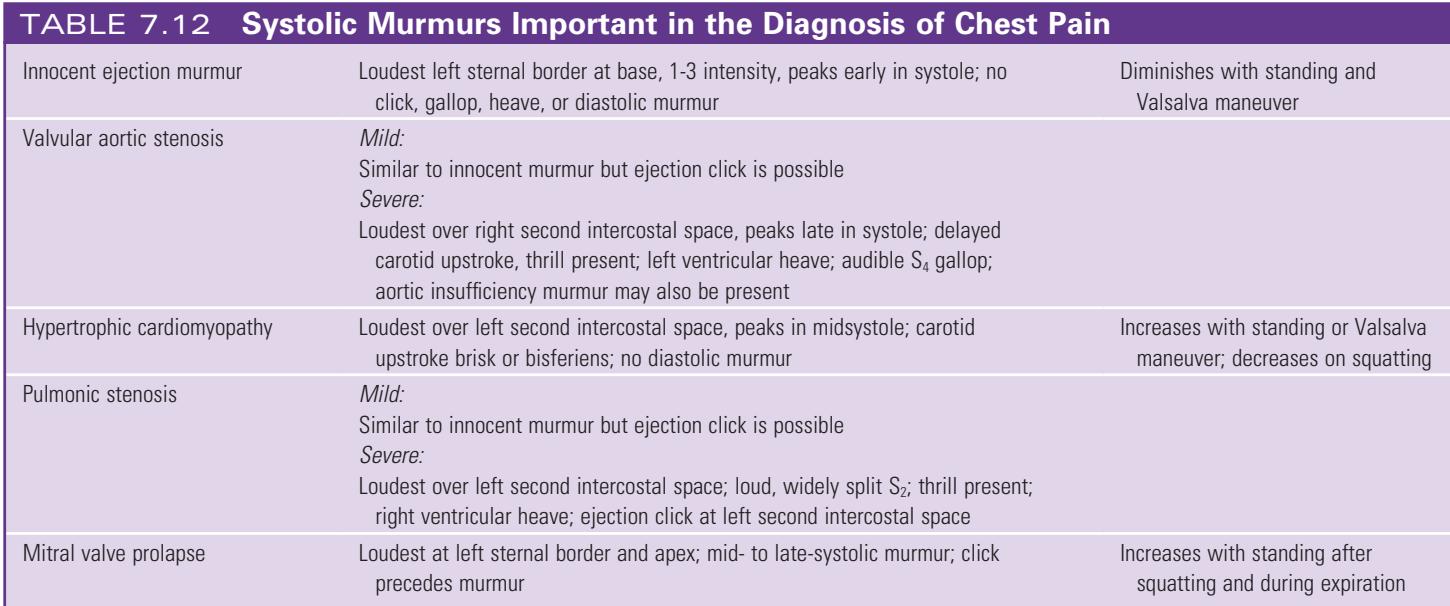 TABLE 7.12 Systolic Murmurs Important in the Diagnosis of Chest Pain
Innocent ejection murmur
Loudest left sternal border at base, 1-3 intensity, peaks early in systole; no
click, gallop, heave, or diastolic murmur
Diminishes with standing and
Valsalva maneuver
Valvular aortic stenosis
Mild:
Similar to innocent murmur but ejection click is possible
Severe:
Loudest over right second intercostal space, peaks late in systole; delayed
carotid upstroke, thrill present; left ventricular heave; audible S₄ gallop;
aortic insufficiency murmur may also be present
Hypertrophic cardiomyopathy
Loudest over left second intercostal space, peaks in midsystole; carotid
upstroke brisk or bisferiens; no diastolic murmur
Increases with standing or Valsalva
maneuver; decreases on squatting
Pulmonic stenosis
Mild:
Similar to innocent murmur but ejection click is possible
Severe:
Loudest over left second intercostal space; loud, widely split S₂; thrill present;
right ventricular heave; ejection click at left second intercostal space
Mitral valve prolapse
Loudest at left sternal border and apex; mid- to late-systolic murmur; click
precedes murmur
Increases with standing after
squatting and during expiration